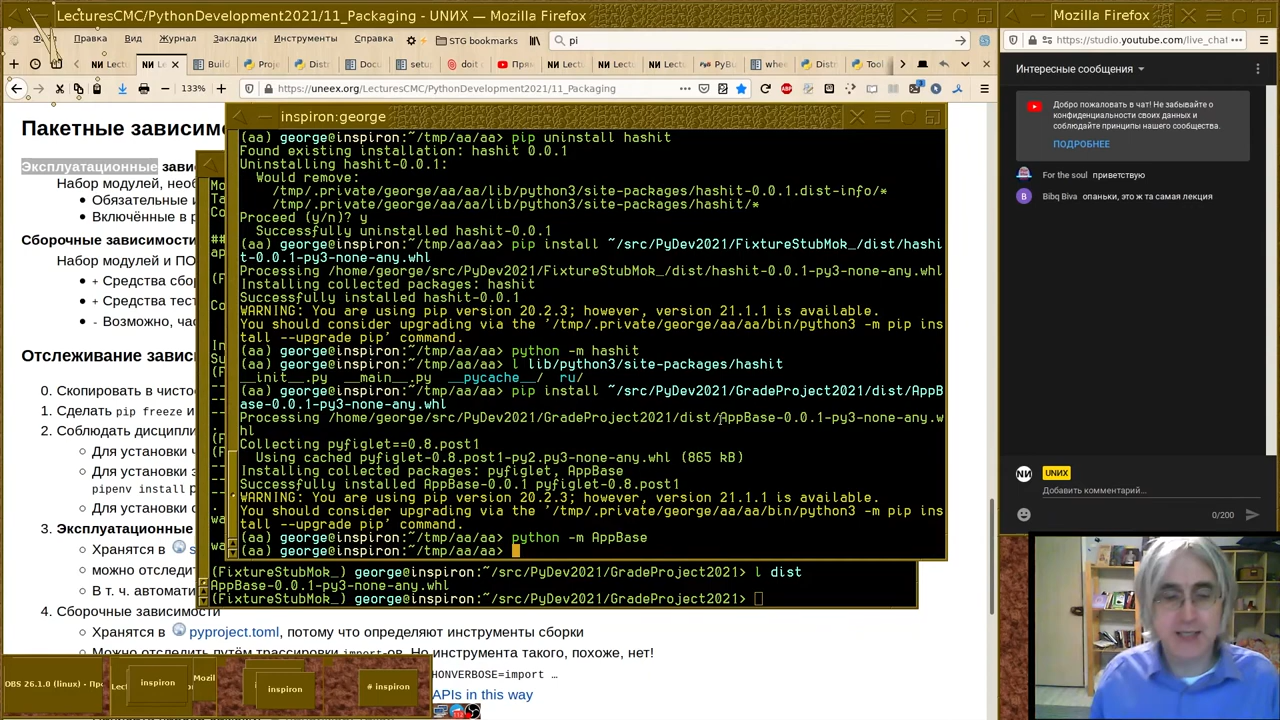 LecturesCMC/PythonDevelopment2021/11_Packaging - UNИX — Mozilla Firefox
Mozilla Firefox
Правка Вид Журнал Закладки Инструменты Справка STG bookmarks pi
https://studio.youtube.com/live_chat
133% https://uneex.org/LecturesCMC/PythonDevelopment2021/11_Packaging
Интересные сообщения
Добро пожаловать в чат! Не забывайте о
конфиденциальности своих данных и
соблюдайте принципы нашего сообщества.
ПОДРОБНЕЕ
For the soul приветствую
Bibq Biva опаньки, это ж та самая лекция
NИ UNИX
Добавить комментарий...
0/200
Пакетные зависим
Эксплуатационные завис
Набор модулей, необ
Обязательные и
Включённые в р
Сборочные зависимости
Набор модулей и ПО
+ Средства сбор
+ Средства тест
- Возможно, час
Отслеживание завис
0. Скопировать в чисто
1. Сделать pip freeze и
2. Соблюдать дисципли
Для установки ч
Для установки э
pipenv install р
Для установки с
3. Эксплуатационные
Хранятся в s
можно отследит
В т. ч. автомати
4. Сборочные зависимости
Хранятся в pyproject.toml, потому что определяют инструменты сборки
Можно отследить путём трассировки import-ов. Но инструмента такого, похоже, нет!
ONVERBOSE=import …
APIs in this way
inspiron:george
(aa) george@inspiron:~/tmp/aa/aa> pip uninstall hashit
Found existing installation: hashit 0.0.1
Uninstalling hashit-0.0.1:
Would remove:
/tmp/.private/george/aa/aa/lib/python3/site-packages/hashit-0.0.1.dist-info/*
/tmp/.private/george/aa/aa/lib/python3/site-packages/hashit/*
Proceed (y/n)? y
Successfully uninstalled hashit-0.0.1
(aa) george@inspiron:~/tmp/aa/aa> pip install ~/src/PyDev2021/FixtureStubMok_/dist/hashi
t-0.0.1-py3-none-any.whl
Processing /home/george/src/PyDev2021/FixtureStubMok_/dist/hashit-0.0.1-py3-none-any.whl
Installing collected packages: hashit
Successfully installed hashit-0.0.1
WARNING: You are using pip version 20.2.3; however, version 21.1.1 is available.
You should consider upgrading via the '/tmp/.private/george/aa/aa/bin/python3 -m pip ins
tall --upgrade pip' command.
(aa) george@inspiron:~/tmp/aa/aa> python -m hashit
(aa) george@inspiron:~/tmp/aa/aa> l lib/python3/site-packages/hashit
__init__.py __main__.py __pycache__/ ru/
(aa) george@inspiron:~/tmp/aa/aa> pip install ~/src/PyDev2021/GradeProject2021/dist/AppB
ase-0.0.1-py3-none-any.whl
Processing /home/george/src/PyDev2021/GradeProject2021/dist/AppBase-0.0.1-py3-none-any.w
hl
Collecting pyfiglet==0.8.post1
Using cached pyfiglet-0.8.post1-py2.py3-none-any.whl (865 kB)
Installing collected packages: pyfiglet, AppBase
Successfully installed AppBase-0.0.1 pyfiglet-0.8.post1
WARNING: You are using pip version 20.2.3; however, version 21.1.1 is available.
You should consider upgrading via the '/tmp/.private/george/aa/aa/bin/python3 -m pip ins
tall --upgrade pip' command.
(aa) george@inspiron:~/tmp/aa/aa> python -m AppBase
(aa) george@inspiron:~/tmp/aa/aa>
(FixtureStubMok_) george@inspiron:~/src/PyDev2021/GradeProject2021> l dist
AppBase-0.0.1-py3-none-any.whl
(FixtureStubMok_) george@inspiron:~/src/PyDev2021/GradeProject2021>
OBS 26.1.0 (linux) - Пр
inspiron
Mozil
inspiron
# inspiron